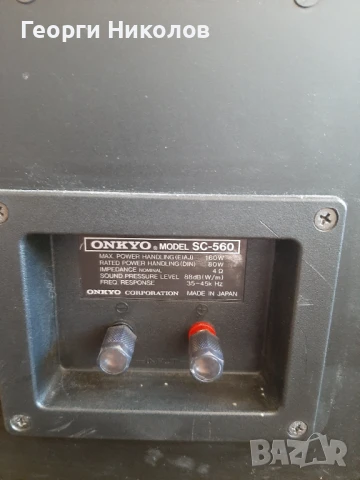 Георги Николов
ONKYO® MODEL SC-560
MAX. POWER HANDLING (EIAJ) 160W
RATED POWER HANDLING (DIN) 80W
IMPEDANCE NOMINAL 4 Ω
SOUND PRESSURE LEVEL 88dB(W/m)
FREQ. RESPONSE 35~45k Hz
ONKYO CORPORATION MADE IN JAPAN
BAZAR